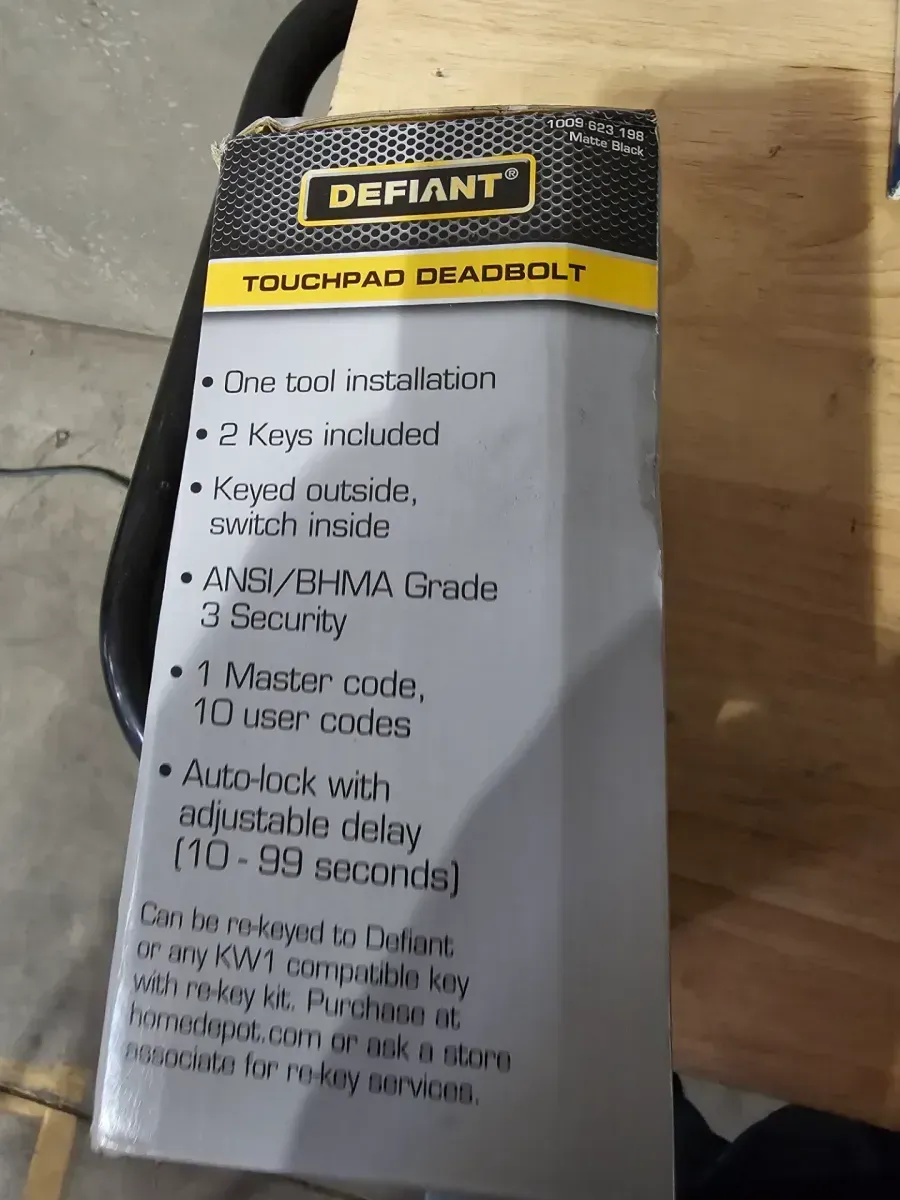 1009 623 198
Matte Black
DEFIANT®
TOUCHPAD DEADBOLT
• One tool installation
• 2 Keys included
• Keyed outside,
switch inside
• ANSI/BHMA Grade
3 Security
• 1 Master code,
10 user codes
• Auto-lock with
adjustable delay
(10 - 99 seconds)
Can be re-keyed to Defiant
or any KW1 compatible key
with re-key kit. Purchase at
homedepot.com or ask a store
associate for re-key services.